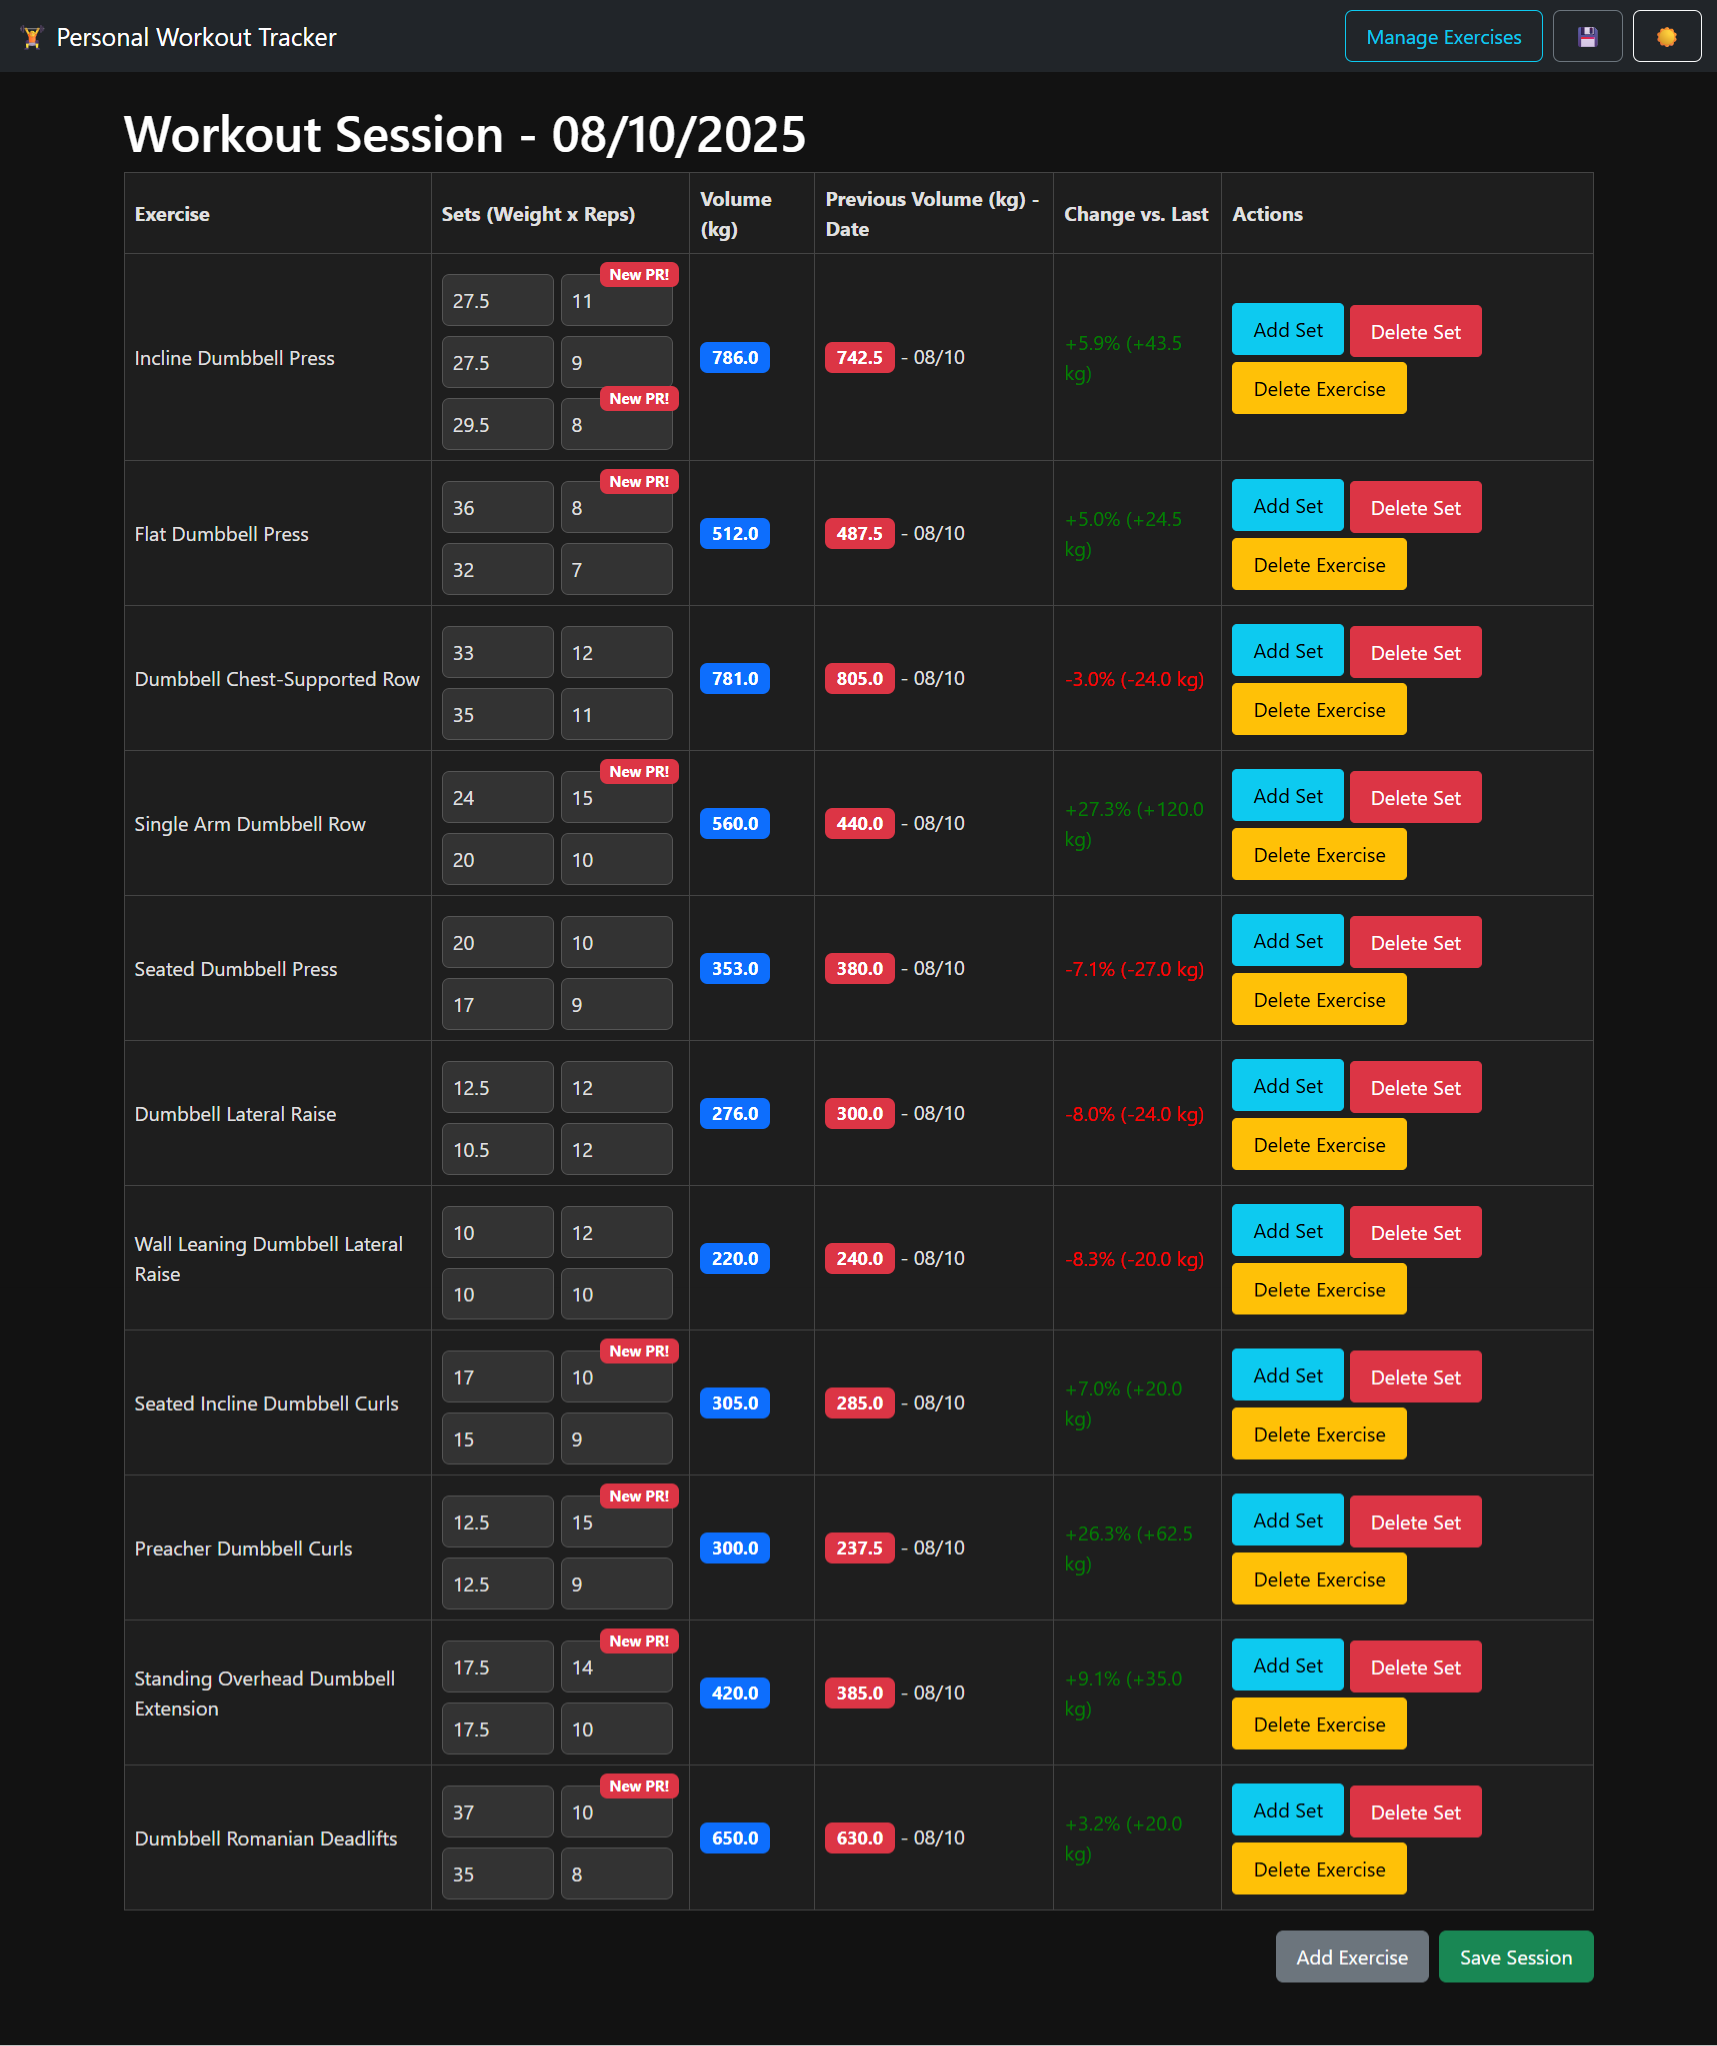 Personal Workout Tracker
Manage Exercises
Workout Session - 08/10/2025
Exercise
Sets (Weight x Reps)
Volume
(kg)
Previous Volume (kg) -
Date
Change vs. Last
Actions
Incline Dumbbell Press
27.5
11
New PR!
27.5
9
29.5
8
New PR!
786.0
742.5 - 08/10
+5.9% (+43.5
kg)
Add Set
Delete Set
Delete Exercise
Flat Dumbbell Press
36
8
New PR!
32
7
512.0
487.5 - 08/10
+5.0% (+24.5
kg)
Add Set
Delete Set
Delete Exercise
Dumbbell Chest-Supported Row
33
12
35
11
781.0
805.0 - 08/10
-3.0% (-24.0 kg)
Add Set
Delete Set
Delete Exercise
Single Arm Dumbbell Row
24
15
New PR!
20
10
560.0
440.0 - 08/10
+27.3% (+120.0
kg)
Add Set
Delete Set
Delete Exercise
Seated Dumbbell Press
20
10
17
9
353.0
380.0 - 08/10
-7.1% (-27.0 kg)
Add Set
Delete Set
Delete Exercise
Dumbbell Lateral Raise
12.5
12
10.5
12
276.0
300.0 - 08/10
-8.0% (-24.0 kg)
Add Set
Delete Set
Delete Exercise
Wall Leaning Dumbbell Lateral
Raise
10
12
10
10
220.0
240.0 - 08/10
-8.3% (-20.0 kg)
Add Set
Delete Set
Delete Exercise
Seated Incline Dumbbell Curls
17
10
New PR!
15
9
305.0
285.0 - 08/10
+7.0% (+20.0
kg)
Add Set
Delete Set
Delete Exercise
Preacher Dumbbell Curls
12.5
15
New PR!
12.5
9
300.0
237.5 - 08/10
+26.3% (+62.5
kg)
Add Set
Delete Set
Delete Exercise
Standing Overhead Dumbbell
Extension
17.5
14
New PR!
17.5
10
420.0
385.0 - 08/10
+9.1% (+35.0
kg)
Add Set
Delete Set
Delete Exercise
Dumbbell Romanian Deadlifts
37
10
New PR!
35
8
650.0
630.0 - 08/10
+3.2% (+20.0
kg)
Add Set
Delete Set
Delete Exercise
Add Exercise
Save Session